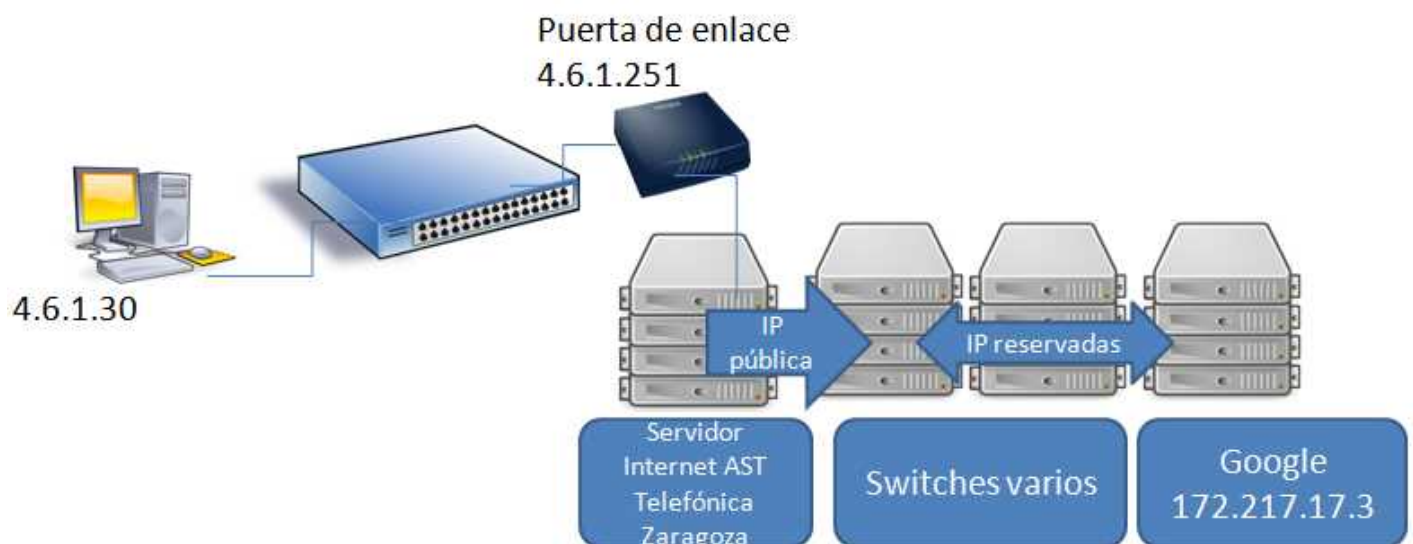 Puerta de enlace
4.6.1.251
4.6.1.30
IP
pública
IP reservadas
Servidor
Internet AST
Telefónica
Zaragoza
Switches varios
Google
172.217.17.3